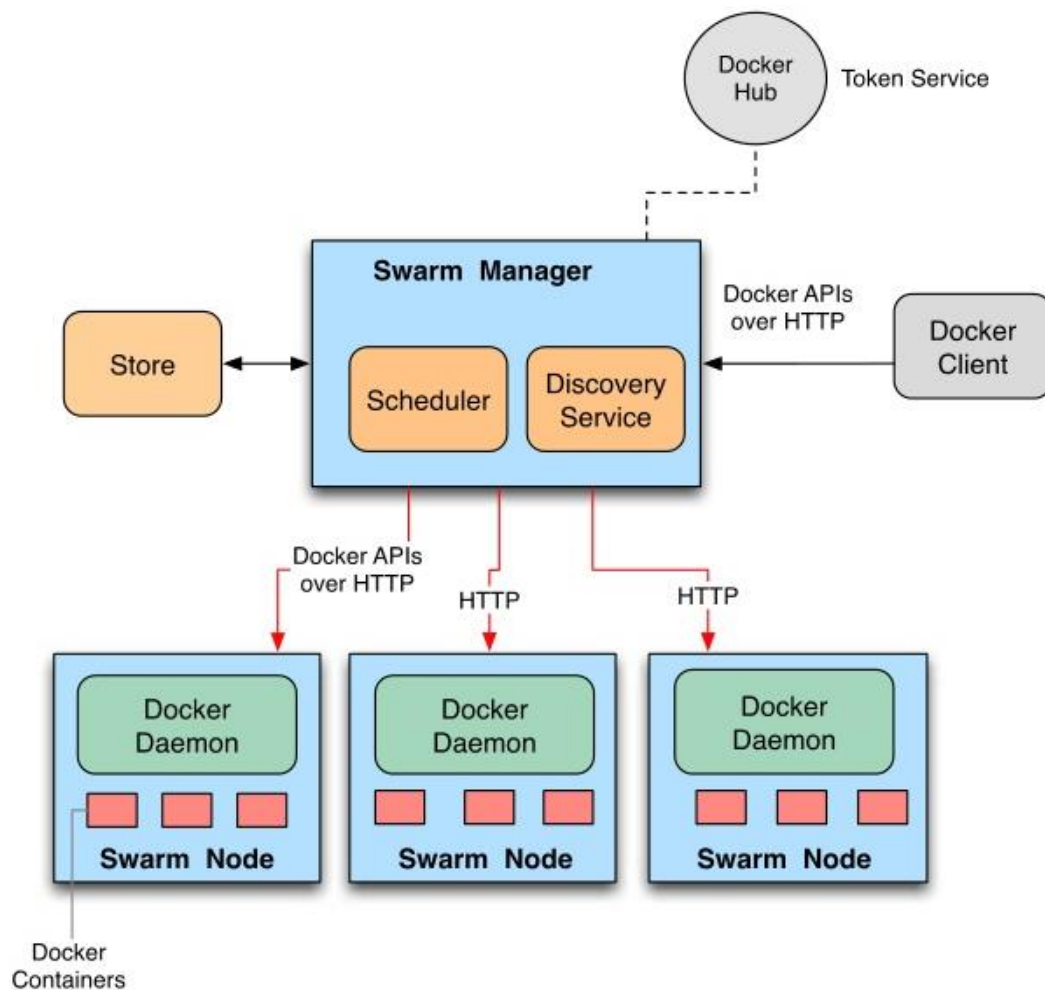 Docker
Hub
Token Service
Swarm Manager
Docker APIs
over HTTP
Store
Scheduler
Discovery
Service
Docker
Client
Docker APIs
over HTTP
HTTP
HTTP
Docker
Daemon
Docker
Daemon
Docker
Daemon
Swarm Node
Swarm Node
Swarm Node
Docker
Containers